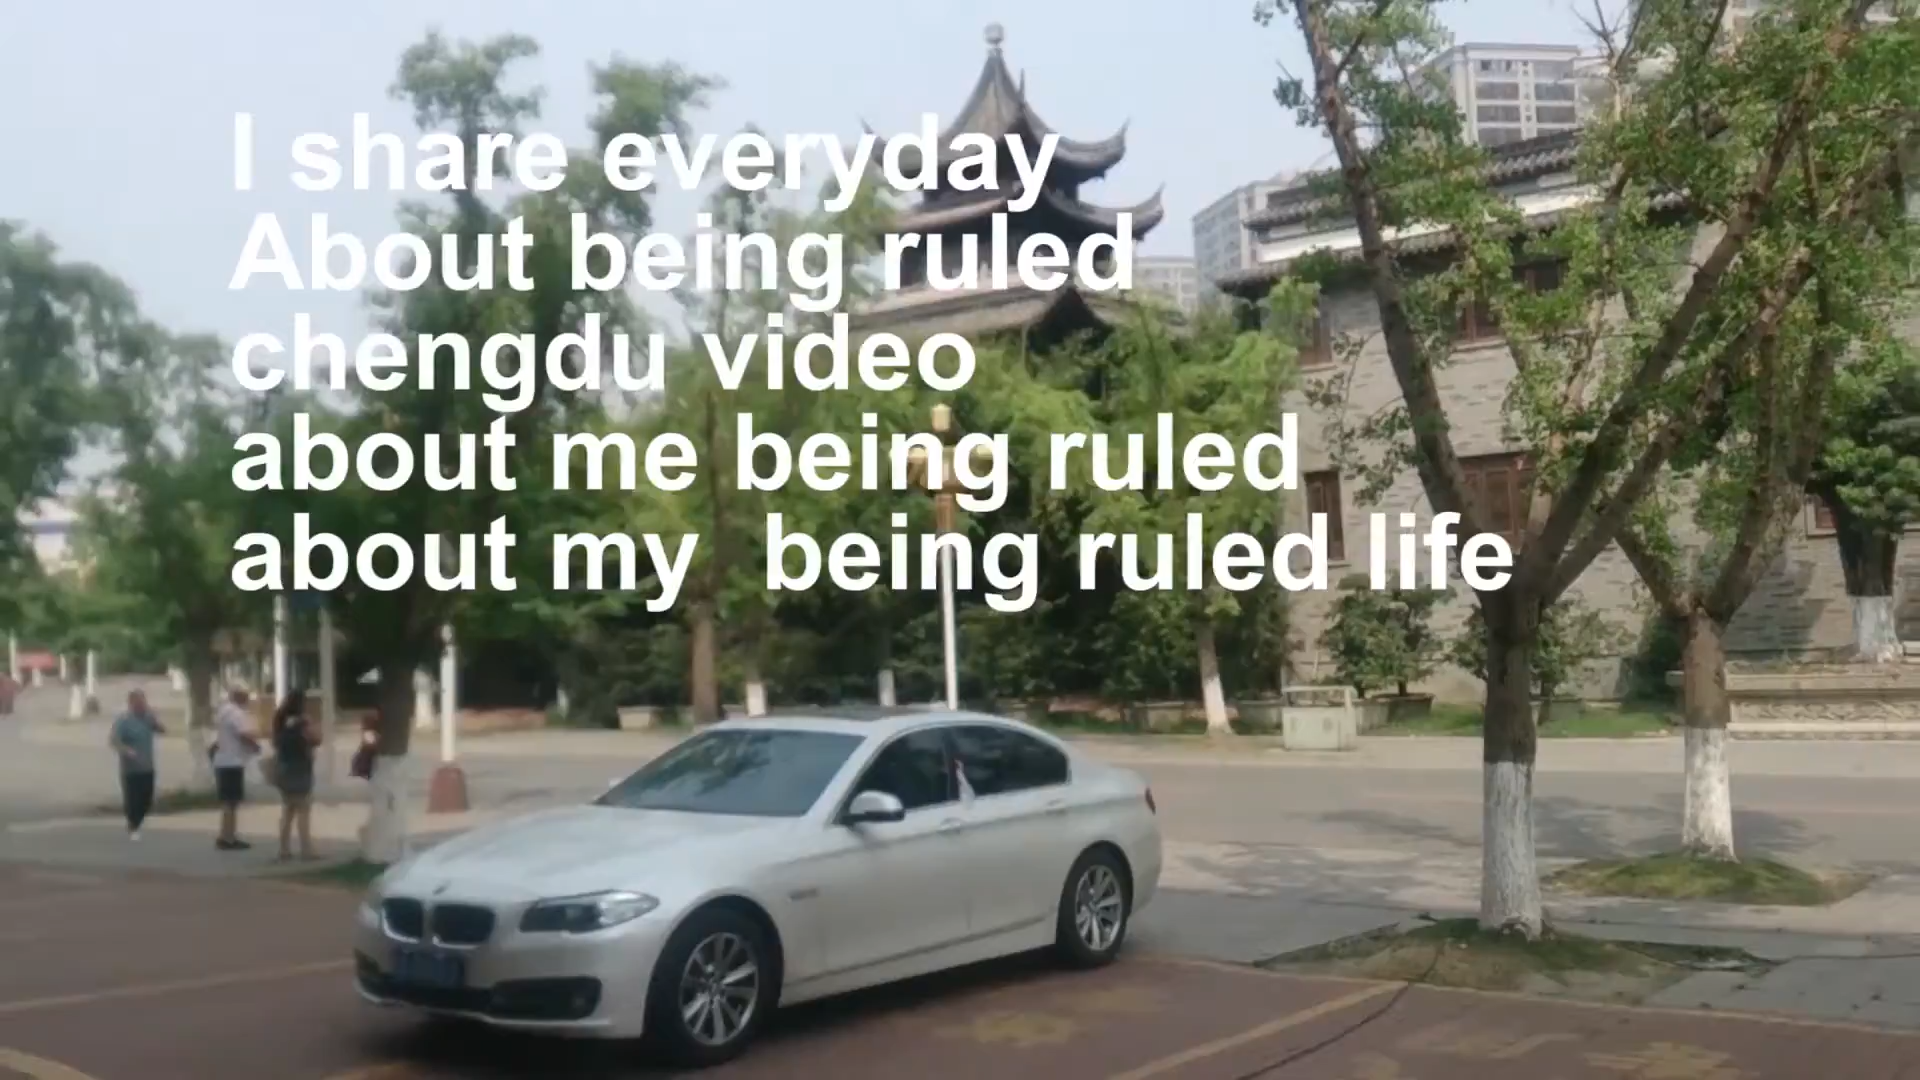 I share everyday
About being ruled
chengdu video
about me being ruled
about my  being ruled life